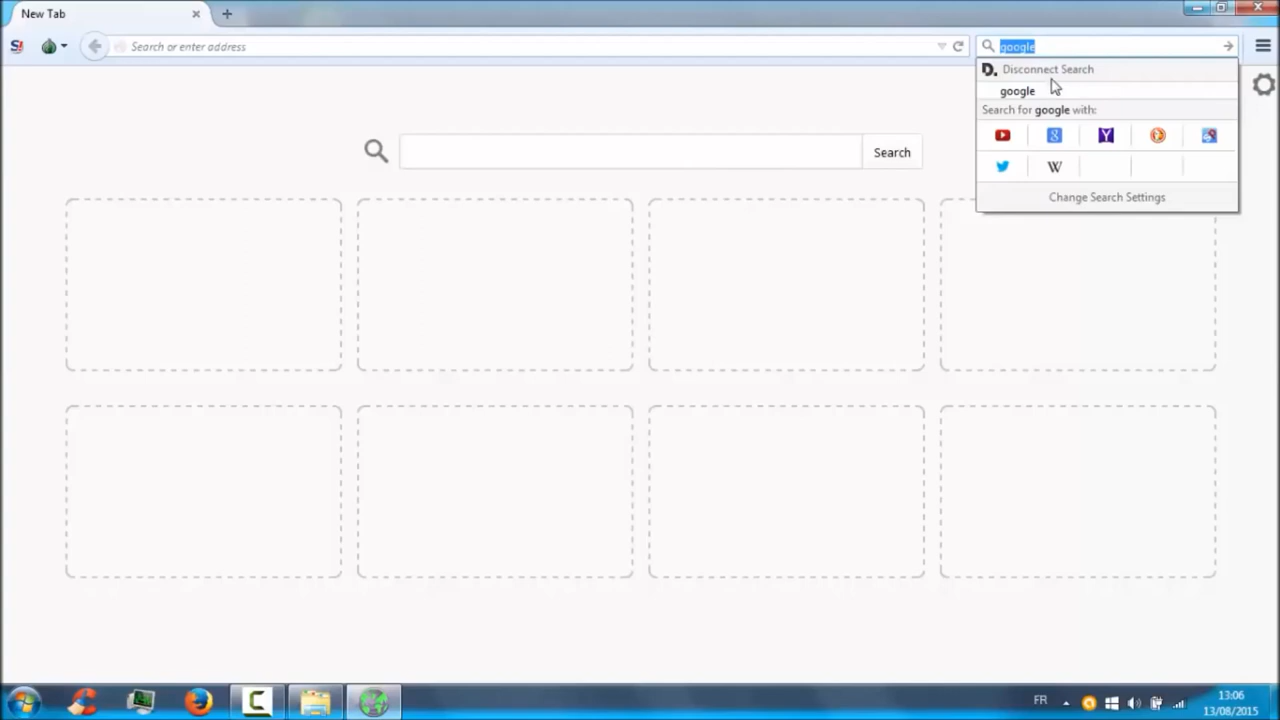 New Tab
S!
Search or enter address
google
D. Disconnect Search
google
Search for google with:
Change Search Settings
Search
FR
13:06
13/08/2015